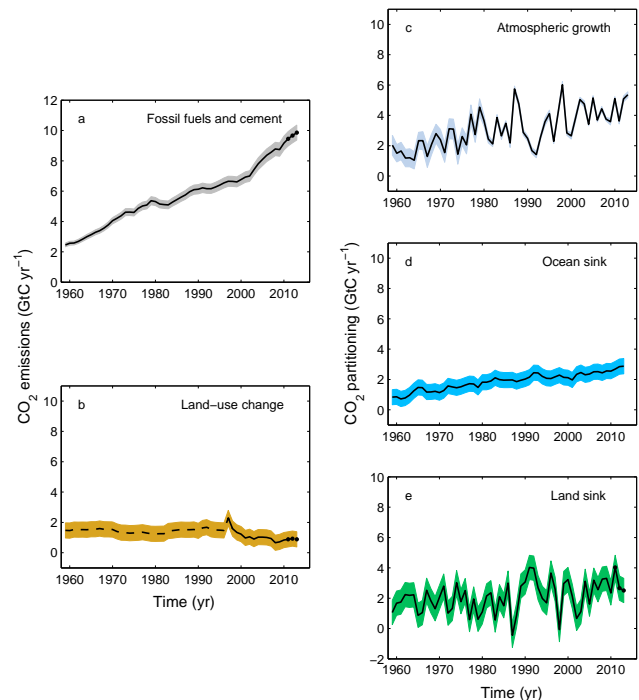 a Fossil fuels and cement
12
10
8
6
4
2
0
1960 1970 1980 1990 2000 2010
CO2 emissions (GtC yr−1)
b Land−use change
10
8
6
4
2
0
1960 1970 1980 1990 2000 2010
Time (yr)
c Atmospheric growth
10
8
6
4
2
0
1960 1970 1980 1990 2000 2010
d Ocean sink
10
8
6
4
2
0
1960 1970 1980 1990 2000 2010
CO2 partitioning (GtC yr−1)
e Land sink
10
8
6
4
2
0
−2
1960 1970 1980 1990 2000 2010
Time (yr)